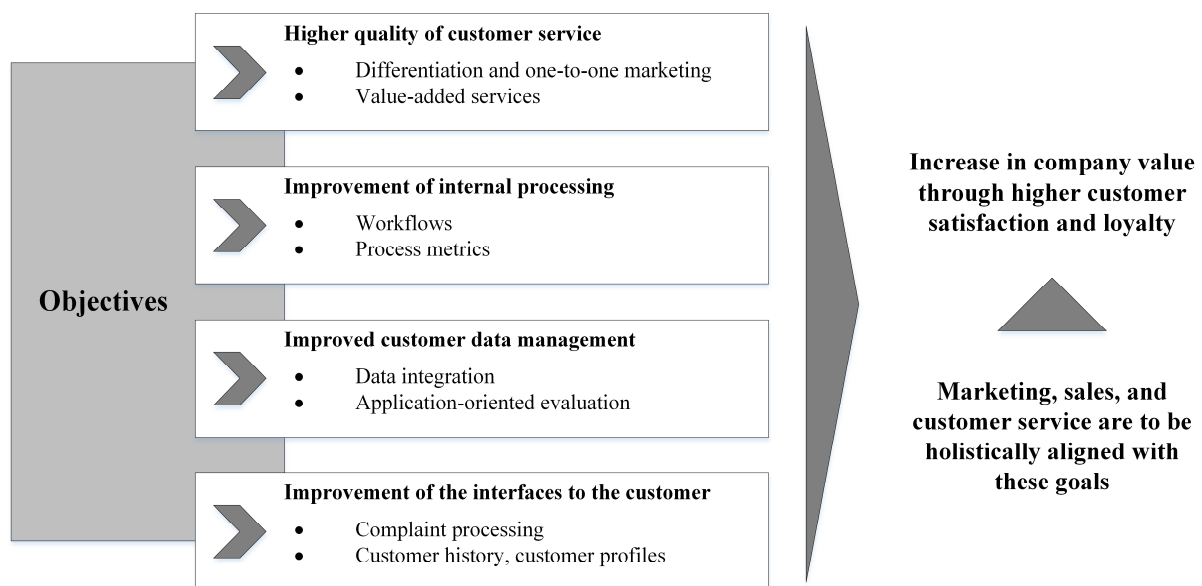 Objectives
Higher quality of customer service
• Differentiation and one-to-one marketing
• Value-added services
Improvement of internal processing
• Workflows
• Process metrics
Improved customer data management
• Data integration
• Application-oriented evaluation
Improvement of the interfaces to the customer
• Complaint processing
• Customer history, customer profiles
Increase in company value
through higher customer
satisfaction and loyalty
Marketing, sales, and
customer service are to be
holistically aligned with
these goals